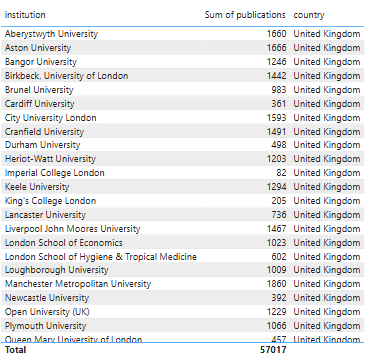 institution Sum of publications country
Aberystwyth University 1660 United Kingdom
Aston University 1666 United Kingdom
Bangor University 1246 United Kingdom
Birkbeck, University of London 1442 United Kingdom
Brunel University 983 United Kingdom
Cardiff University 361 United Kingdom
City University London 1593 United Kingdom
Cranfield University 1491 United Kingdom
Durham University 498 United Kingdom
Heriot-Watt University 1203 United Kingdom
Imperial College London 82 United Kingdom
Keele University 1294 United Kingdom
King's College London 205 United Kingdom
Lancaster University 736 United Kingdom
Liverpool John Moores University 1467 United Kingdom
London School of Economics 1023 United Kingdom
London School of Hygiene & Tropical Medicine 602 United Kingdom
Loughborough University 1009 United Kingdom
Manchester Metropolitan University 1860 United Kingdom
Newcastle University 392 United Kingdom
Open University (UK) 1229 United Kingdom
Plymouth University 1066 United Kingdom
Queen Mary University of London 457 United Kingdom
Total 57017